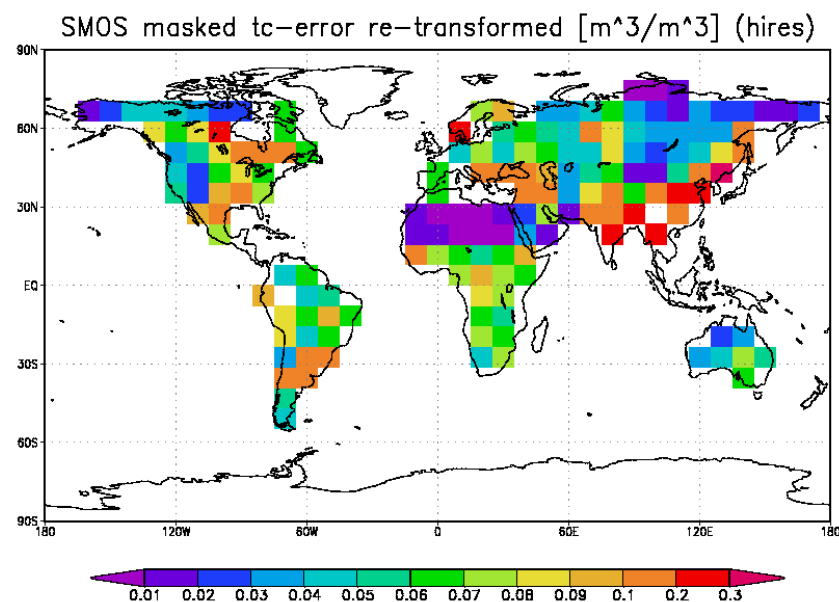 SMOS masked tc-error re-transformed [m^3/m^3] (hires)
90N
60N
30N
EQ
30S
60S
90S
180 120W 60W 0 60E 120E 180
0.01 0.02 0.03 0.04 0.05 0.06 0.07 0.08 0.09 0.1 0.2 0.3